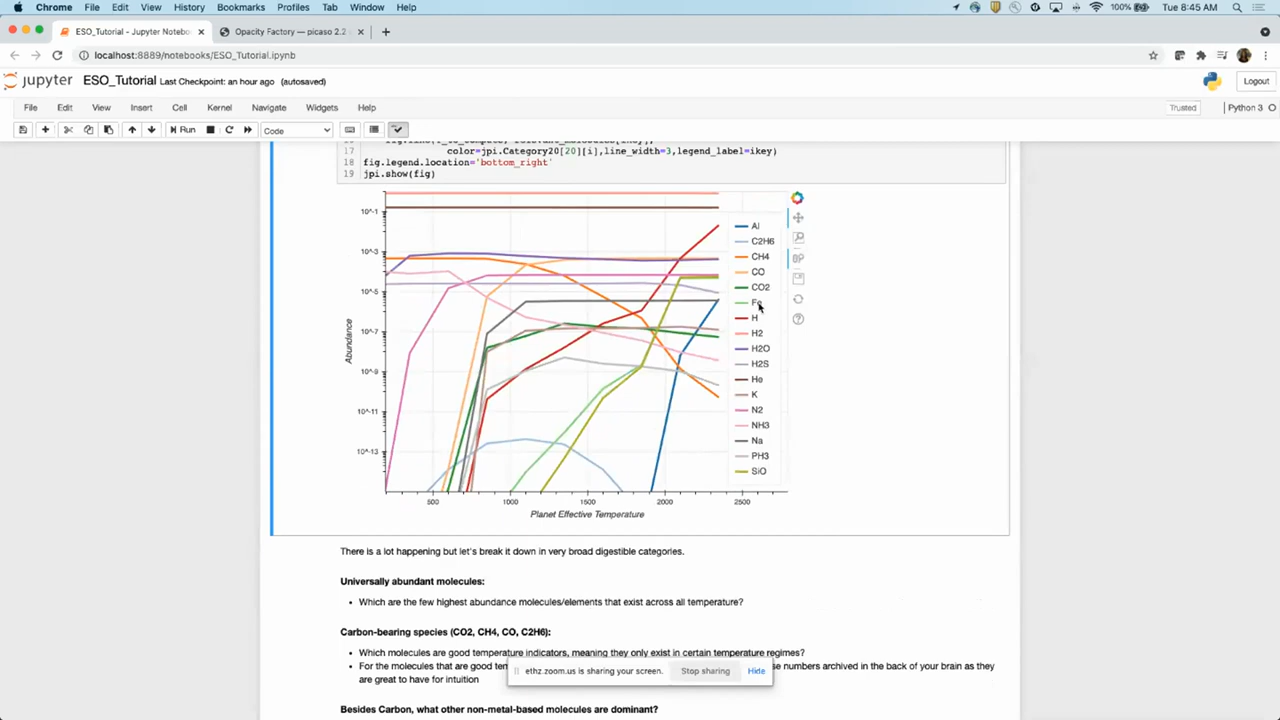 Chrome File Edit View History Bookmarks Profiles Tab Window Help 100% Tue 8:45 AM
ESO_Tutorial - Jupyter Notebo Opacity Factory — picaso 2.2
localhost:8889/notebooks/ESO_Tutorial.ipynb
jupyter ESO_Tutorial Last Checkpoint: an hour ago (autosaved) Logout
File Edit View Insert Cell Kernel Navigate Widgets Help Trusted Python 3
Run Code
17 color=jpi.Category20[20][i],line_width=3,legend_label=ikey)
18 fig.legend.location='bottom_right'
19 jpi.show(fig)
10^-1
10^-3
10^-5
10^-7
10^-9
10^-11
10^-13
Abundance
Al
C2H6
CH4
CO
CO2
Fe
H
H2
H2O
H2S
He
K
N2
NH3
Na
PH3
SiO
500 1000 1500 2000 2500
Planet Effective Temperature
There is a lot happening but let's break it down in very broad digestible categories.
Universally abundant molecules:
• Which are the few highest abundance molecules/elements that exist across all temperature?
Carbon-bearing species (CO2, CH4, CO, C2H6):
• Which molecules are good temperature indicators, meaning they only exist in certain temperature regimes?
• For the molecules that are good ten se numbers archived in the back of your brain as they
are great to have for intuition
ethz.zoom.us is sharing your screen. Stop sharing Hide
Besides Carbon, what other non-metal-based molecules are dominant?